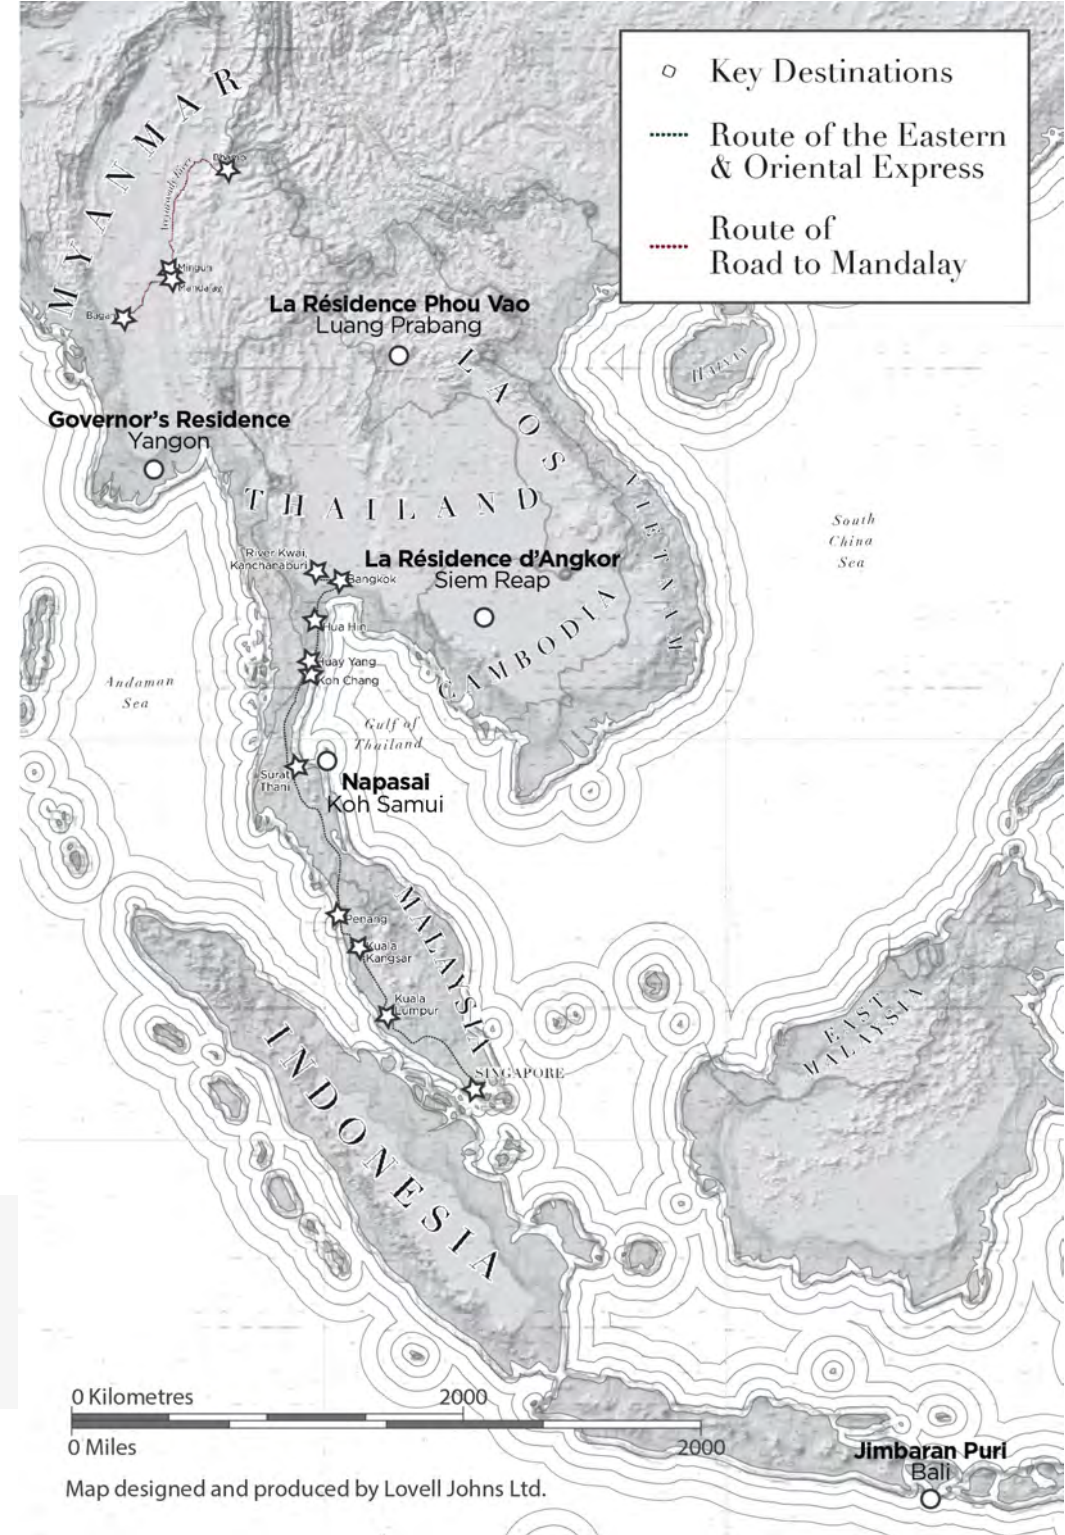 Key Destinations
Route of the Eastern
& Oriental Express
Route of
Road to Mandalay
MYANMAR
Bhamo
Irrawaddy River
Mingun
Mandalay
Bagan
La Résidence Phou Vao
Luang Prabang
LAOS
HAINAN
Governor's Residence
Yangon
THAILAND
VIETNAM
South
China
Sea
River Kwai,
Kanchanaburi
Bangkok
La Résidence d'Angkor
Siem Reap
CAMBODIA
Hua Hin
Huay Yang
Koh Chang
Andaman
Sea
Gulf of
Thailand
Surat
Thani
Napasai
Koh Samui
MALAYSIA
Penang
Kuala
Kangsar
Kuala
Lumpur
SINGAPORE
EAST
MALAYSIA
INDONESIA
0 Kilometres 2000
0 Miles 2000
Jimbaran Puri
Bali
Map designed and produced by Lovell Johns Ltd.